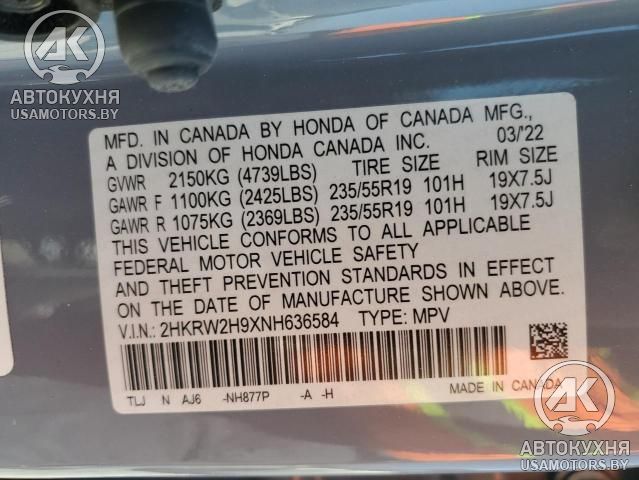 AK
АВТОКУХНЯ
USAMOTORS.BY
MFD. IN CANADA BY HONDA OF CANADA MFG.,
A DIVISION OF HONDA CANADA INC. 03/'22
GVWR 2150KG (4739LBS) TIRE SIZE RIM SIZE
GAWR F 1100KG (2425LBS) 235/55R19 101H 19X7.5J
GAWR R 1075KG (2369LBS) 235/55R19 101H 19X7.5J
THIS VEHICLE CONFORMS TO ALL APPLICABLE
FEDERAL MOTOR VEHICLE SAFETY
AND THEFT PREVENTION STANDARDS IN EFFECT
ON THE DATE OF MANUFACTURE SHOWN ABOVE.
V.I.N.: 2HKRW2H9XNH636584 TYPE: MPV
TLJ N AJ6 -NH877P -A -H MADE IN CANADA
AK
АВТОКУХНЯ
USAMOTORS.BY